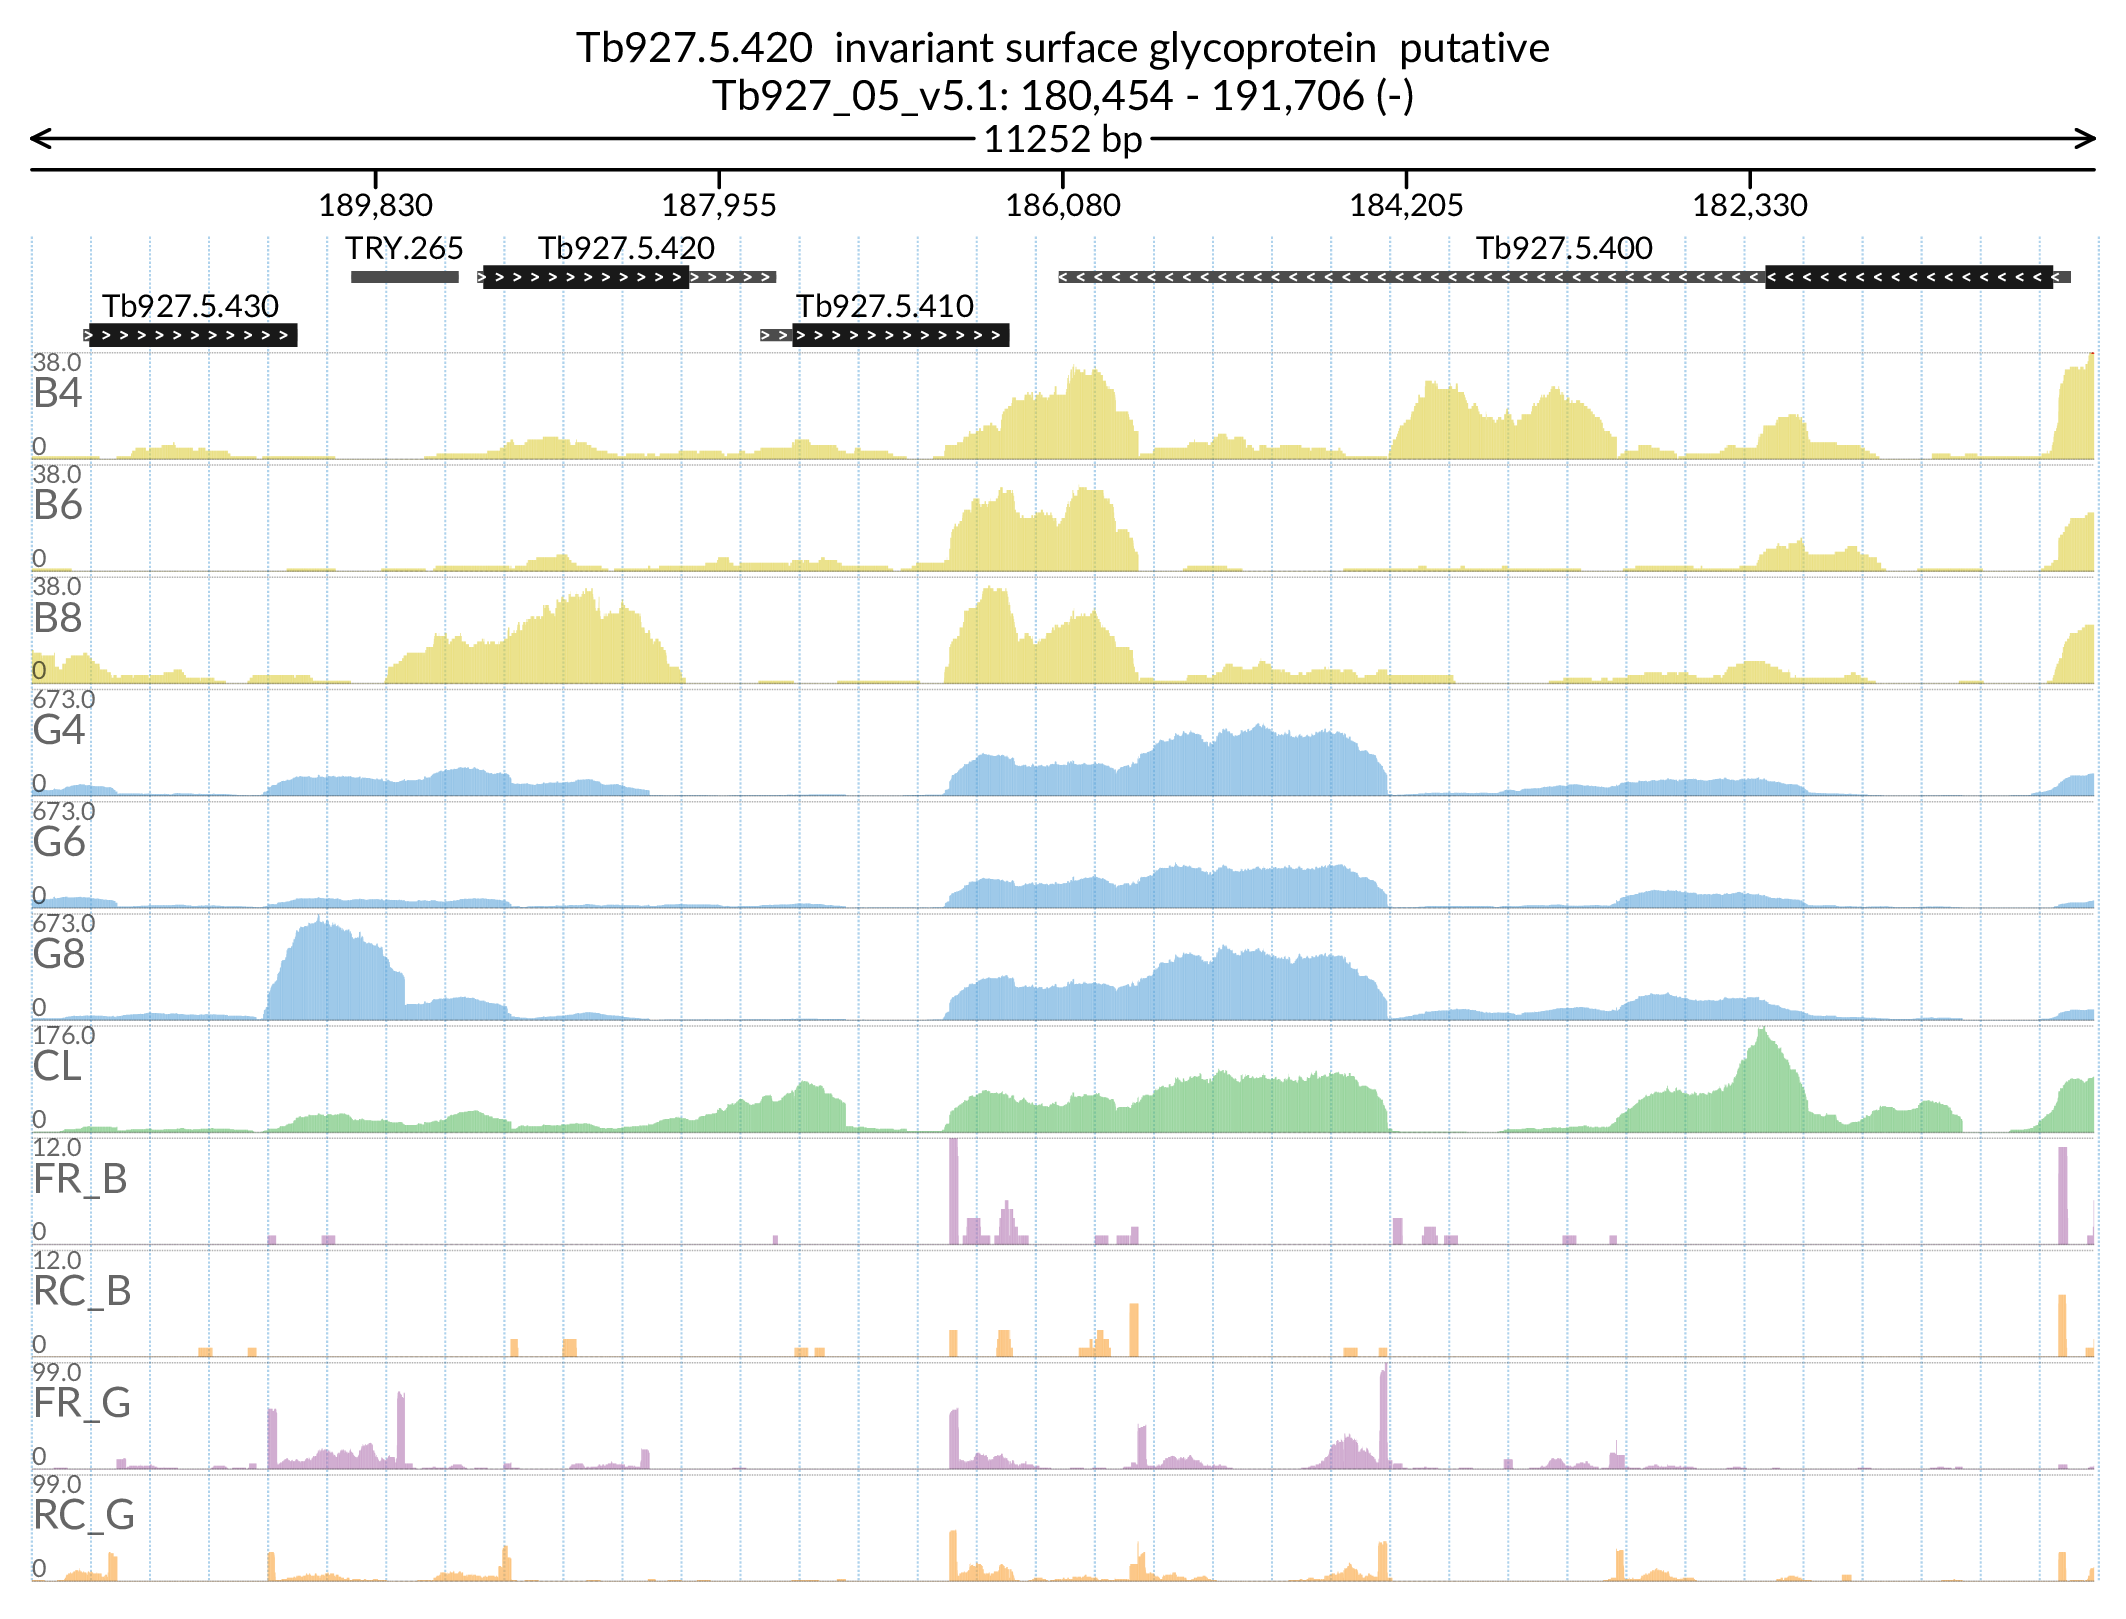 Tb927.5.420  invariant surface glycoprotein  putative
Tb927_05_v5.1: 180,454 - 191,706 (-)
11252 bp
189,830 187,955 186,080 184,205 182,330
TRY.265 Tb927.5.420 Tb927.5.400
Tb927.5.430 Tb927.5.410
38.0
B4
0
38.0
B6
0
38.0
B8
0
673.0
G4
0
673.0
G6
0
673.0
G8
0
176.0
CL
0
12.0
FR_B
0
12.0
RC_B
0
99.0
FR_G
0
99.0
RC_G
0